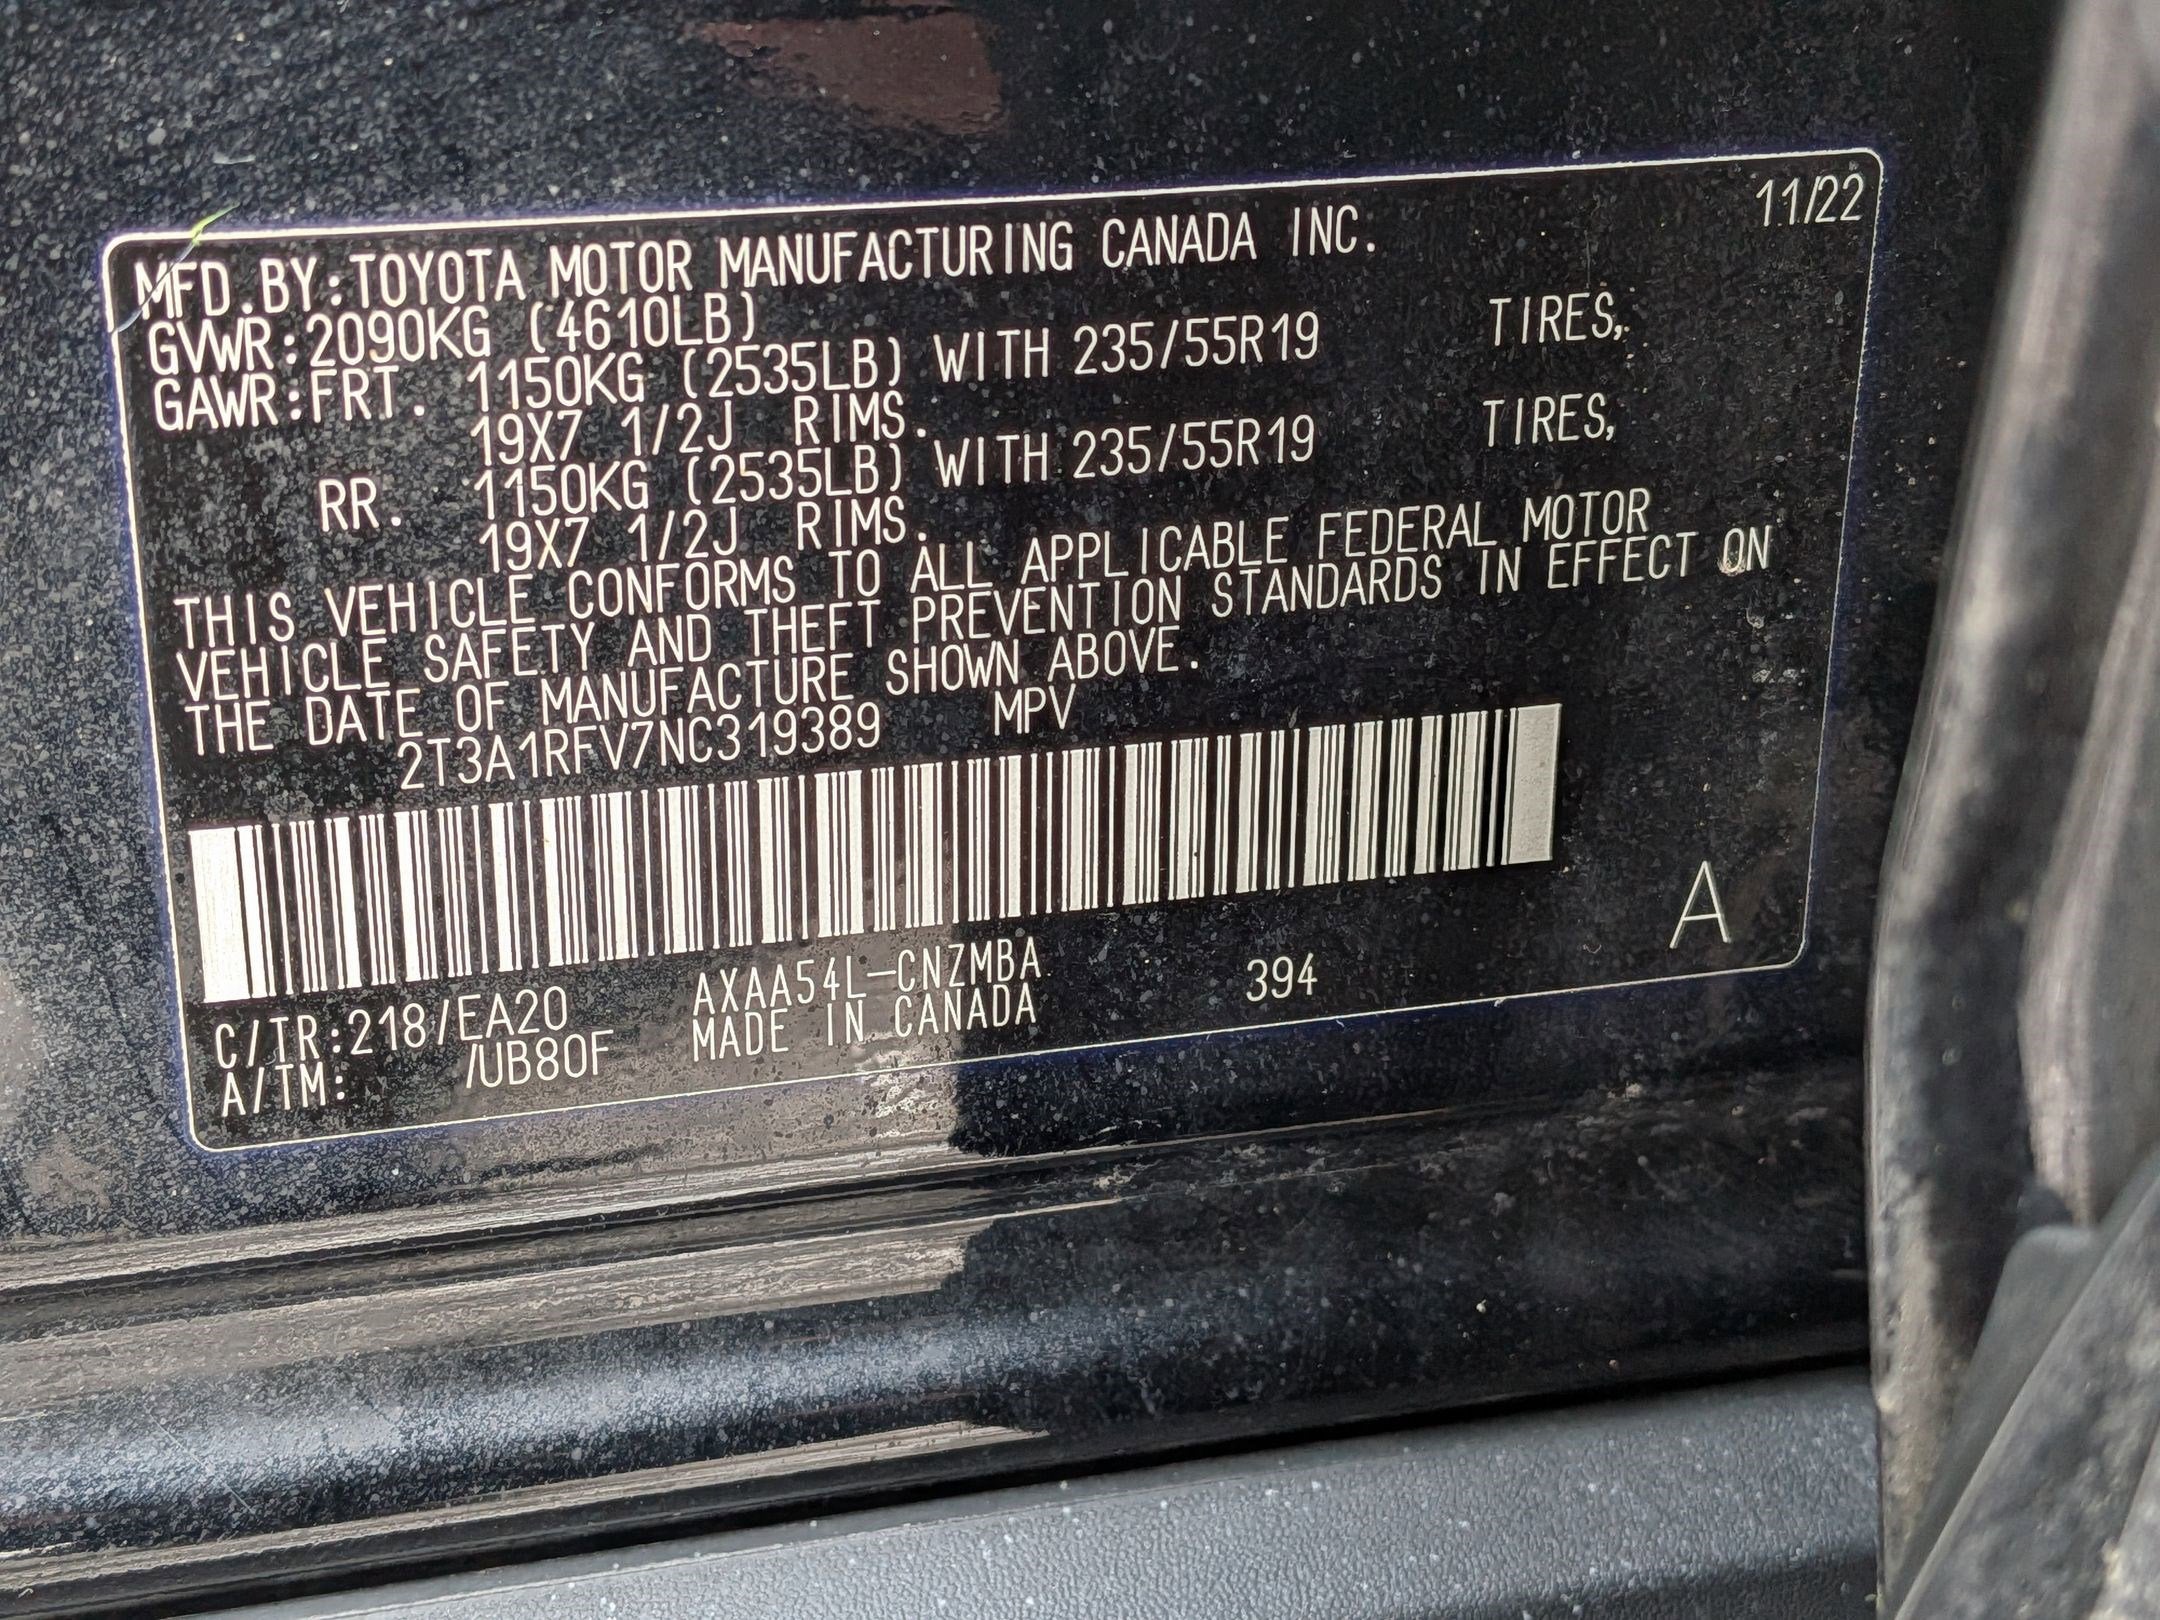 11/22
MFD.BY:TOYOTA MOTOR MANUFACTURING CANADA INC.
GVWR:2090KG (4610LB)
GAWR:FRT. 1150KG (2535LB) WITH 235/55R19 TIRES,
19X7 1/2J RIMS.
RR. 1150KG (2535LB) WITH 235/55R19 TIRES,
19X7 1/2J RIMS.
THIS VEHICLE CONFORMS TO ALL APPLICABLE FEDERAL MOTOR
VEHICLE SAFETY AND THEFT PREVENTION STANDARDS IN EFFECT ON
THE DATE OF MANUFACTURE SHOWN ABOVE.
2T3A1RFV7NC319389 MPV
A
C/TR:218/EA20 AXAA54L-CNZMBA 394
A/TM: /UB80F MADE IN CANADA